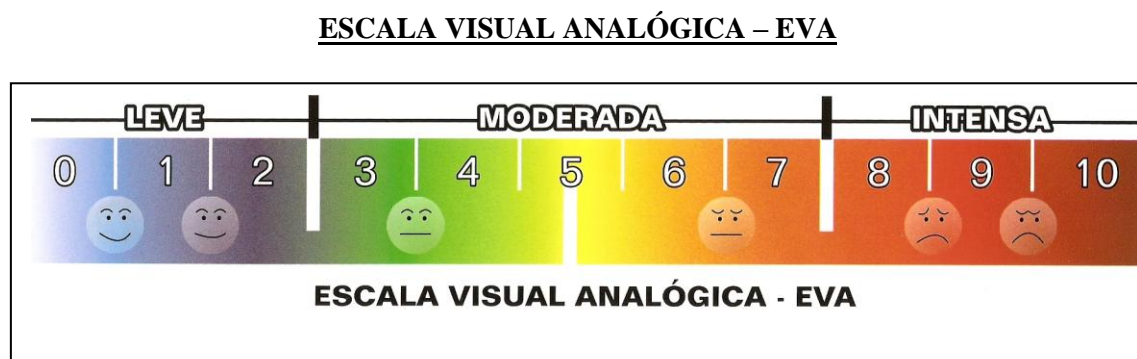 ESCALA VISUAL ANALÓGICA – EVA
LEVE MODERADA INTENSA
0 1 2 3 4 5 6 7 8 9 10
ESCALA VISUAL ANALÓGICA - EVA